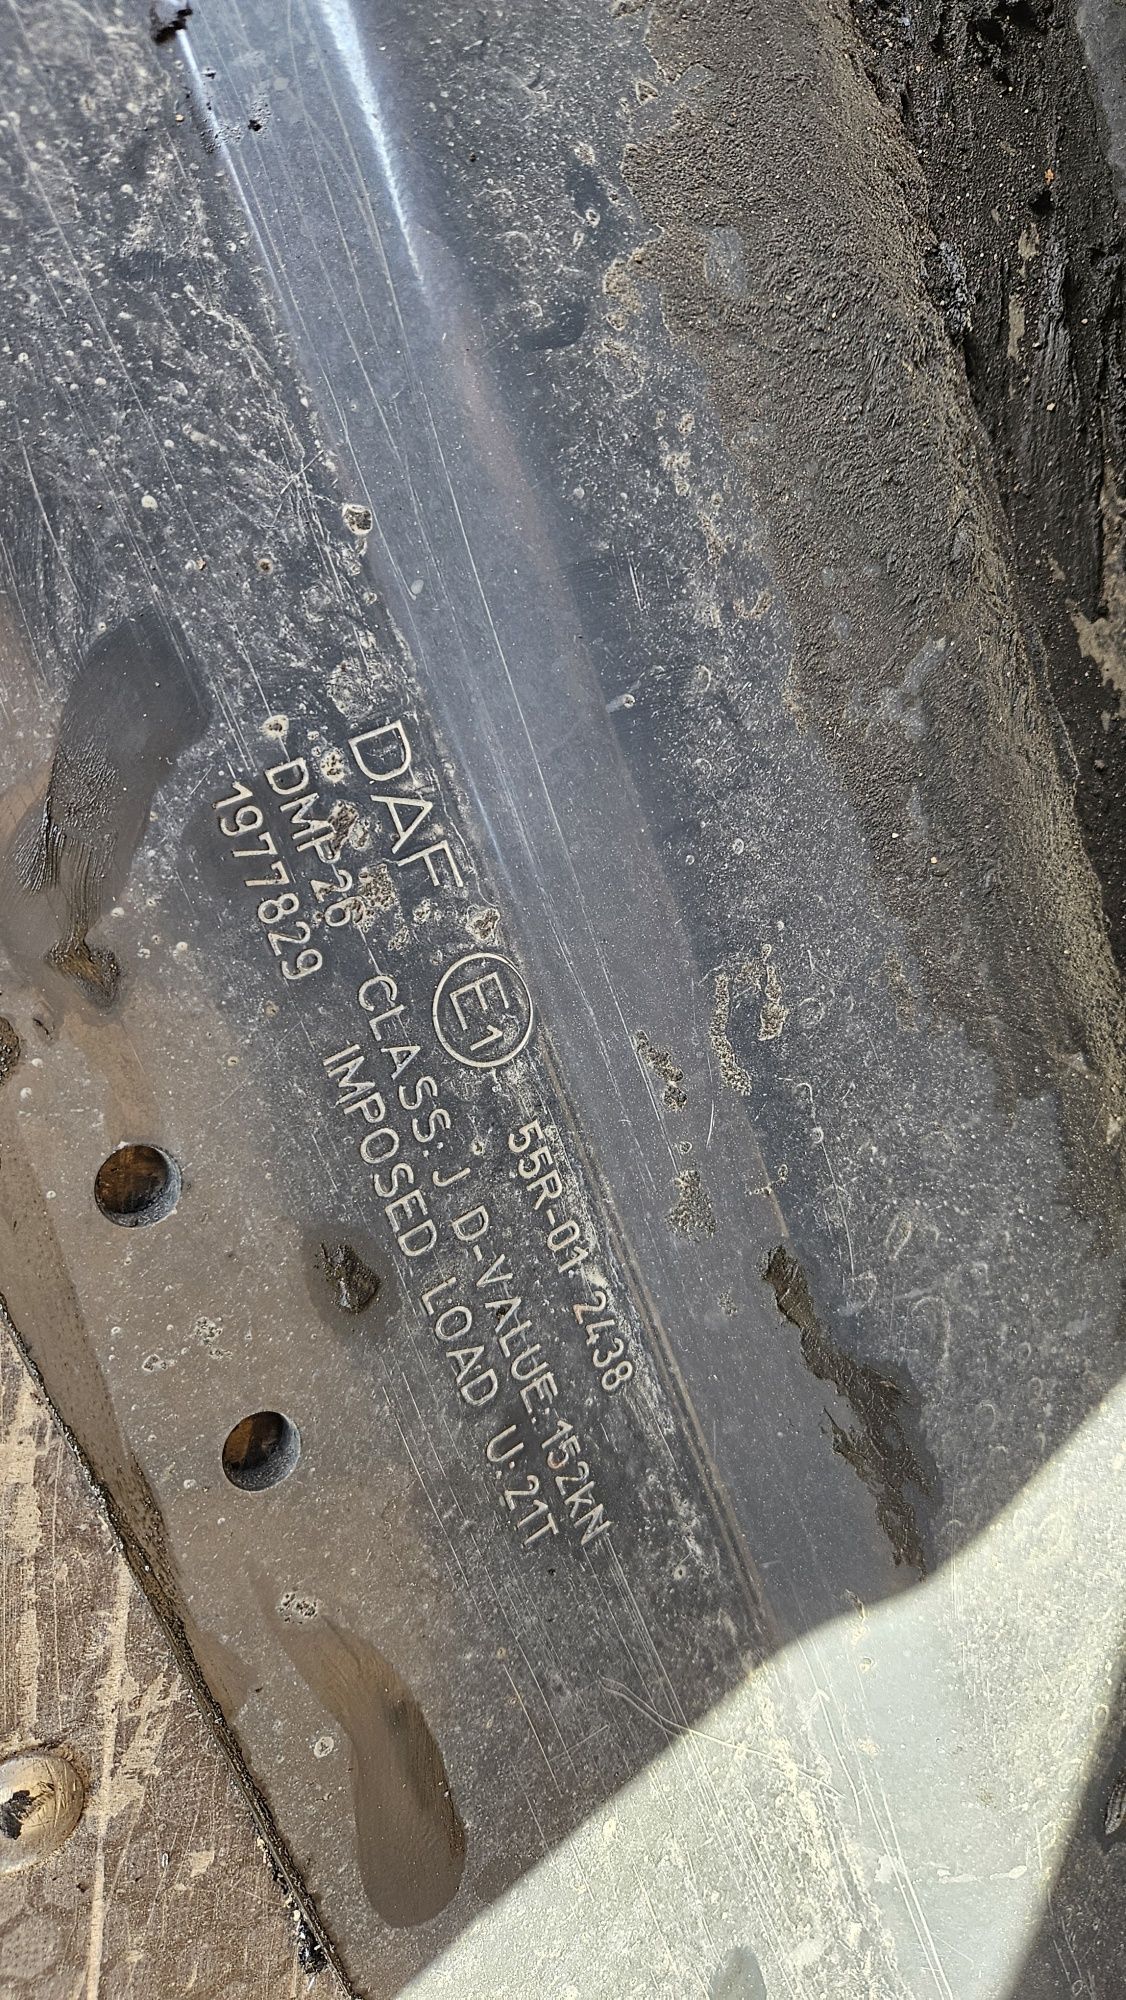 DAF E1 55R-01 2438
DMP26 CLASS: J D-VALUE: 152kN
1977829 IMPOSED LOAD U: 21T